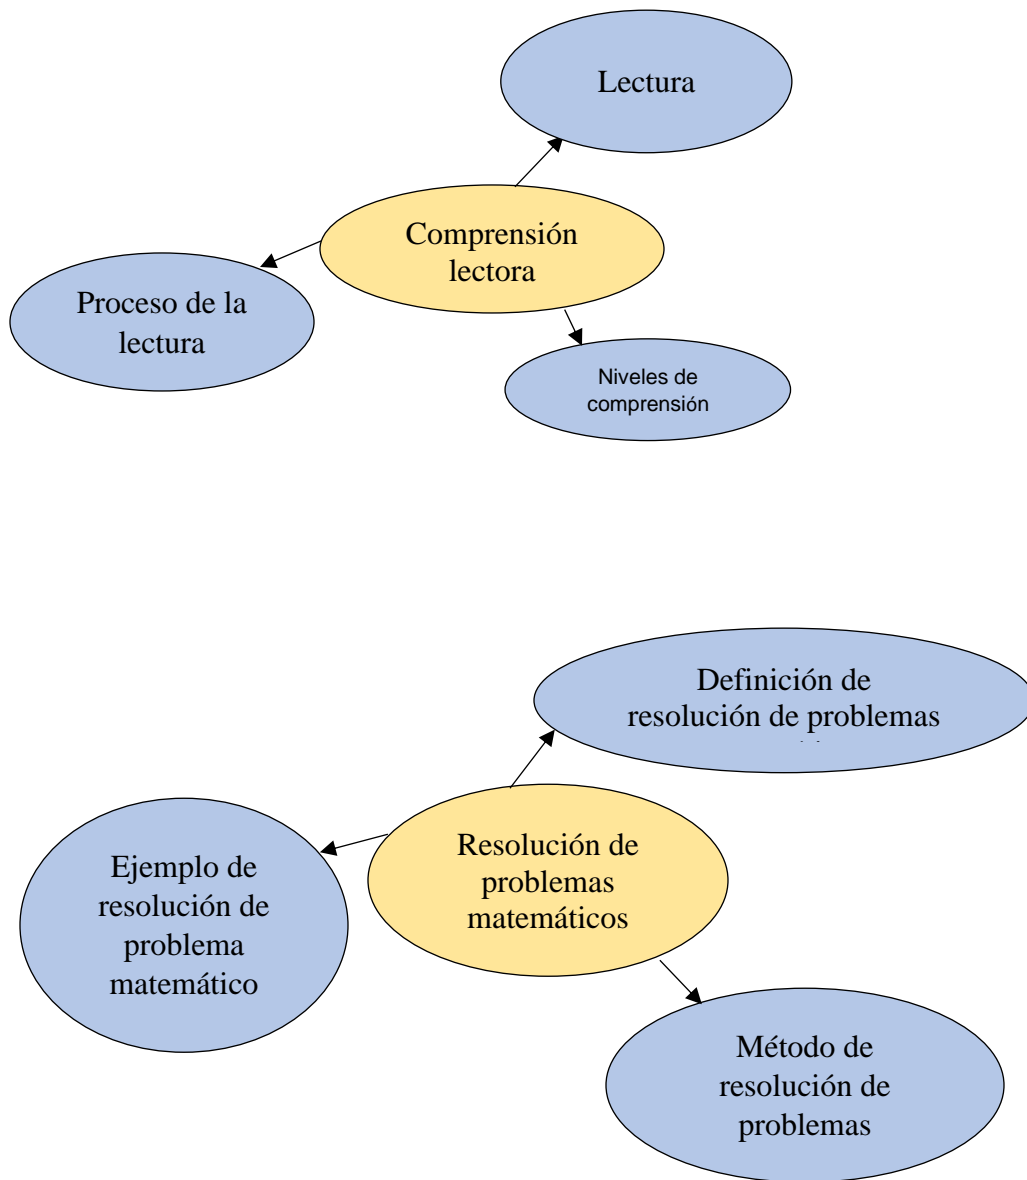 Lectura
Comprensión
lectora
Proceso de la
lectura
Niveles de
comprensión
Definición de
resolución de problemas
Resolución de
problemas
matemáticos
Ejemplo de
resolución de
problema
matemático
Método de
resolución de
problemas